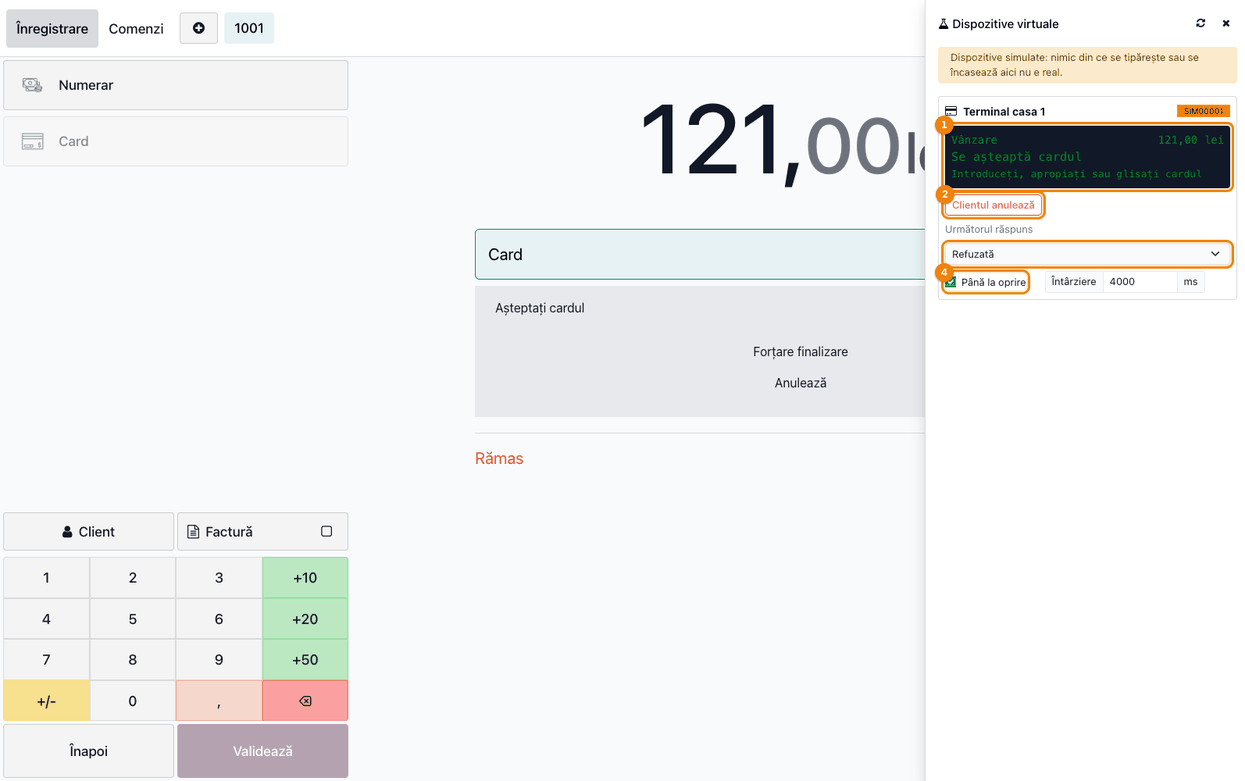 Înregistrare
Comenzi
1001
Numerar
Card
121,00
Card
Așteptați cardul
Forțare finalizare
Anulează
Rămas
Client
Factură
1 2 3 +10
4 5 6 +20
7 8 9 +50
+/- 0 ,
Înapoi
Validează
Dispozitive virtuale
Dispozitive simulate: nimic din ce se tipărește sau se
încasează aici nu e real.
Terminal casa 1
SIM00001
1
Vânzare 121,00 lei
Se așteaptă cardul
Introduceți, apropiați sau glisați cardul
2
Clientul anulează
Următorul răspuns
Refuzată
4
Până la oprire
Întârziere 4000 ms